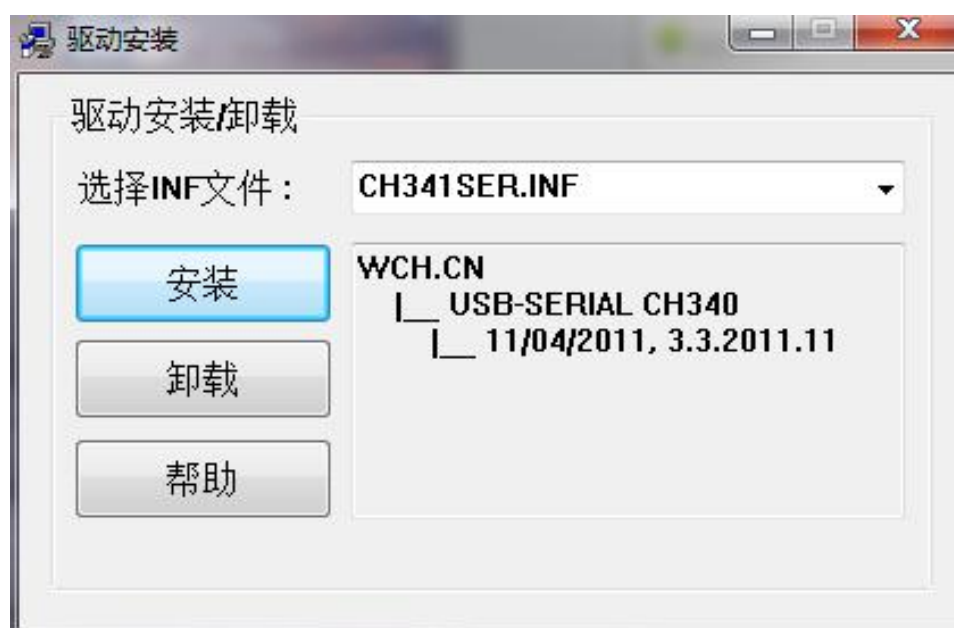 驱动安装
驱动安装/卸载
选择INF文件：
CH341SER.INF
安装
WCH.CN
|__ USB-SERIAL CH340
|__ 11/04/2011, 3.3.2011.11
卸载
帮助